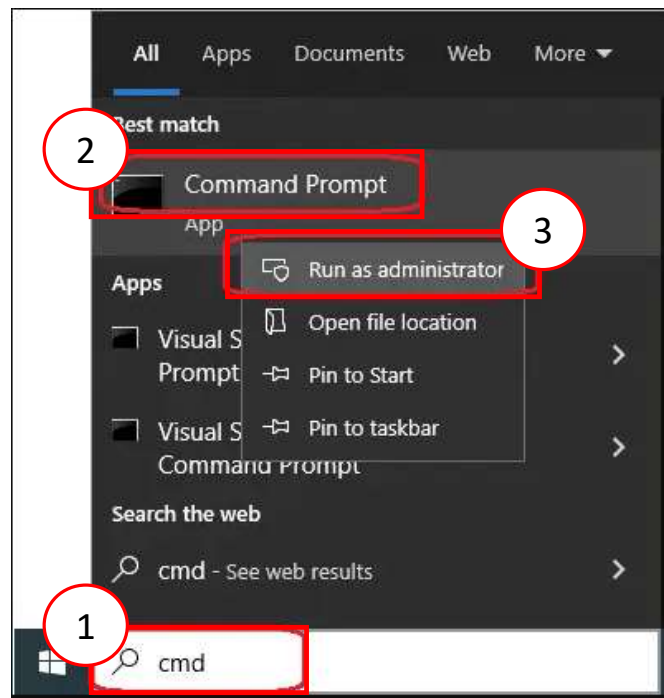 All Apps Documents Web More
Best match
2
Command Prompt
App
3
Run as administrator
Apps
Open file location
Visual S
Prompt
Pin to Start
Visual S
Pin to taskbar
Command Prompt
Search the web
cmd - See web results
1
cmd